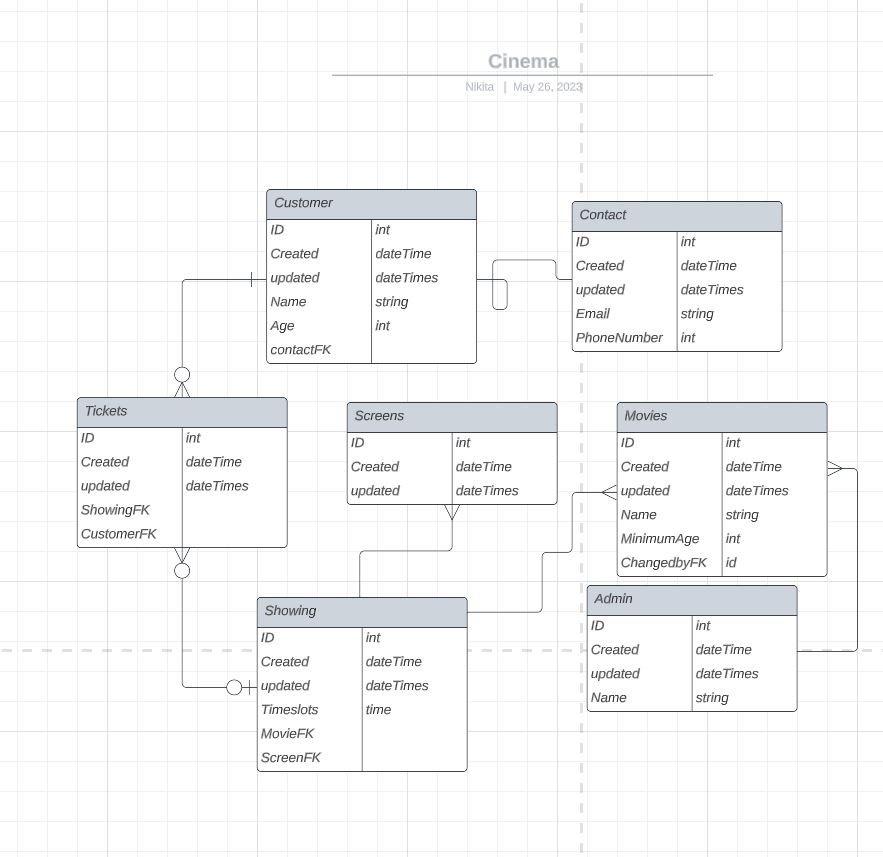 Cinema
Nikita | May 26, 2023
Customer
ID int
Created dateTime
updated dateTimes
Name string
Age int
contactFK
Contact
ID int
Created dateTime
updated dateTimes
Email string
PhoneNumber int
Tickets
ID int
Created dateTime
updated dateTimes
ShowingFK
CustomerFK
Screens
ID int
Created dateTime
updated dateTimes
Movies
ID int
Created dateTime
updated dateTimes
Name string
MinimumAge int
ChangedbyFK id
Showing
ID int
Created dateTime
updated dateTimes
Timeslots time
MovieFK
ScreenFK
Admin
ID int
Created dateTime
updated dateTimes
Name string